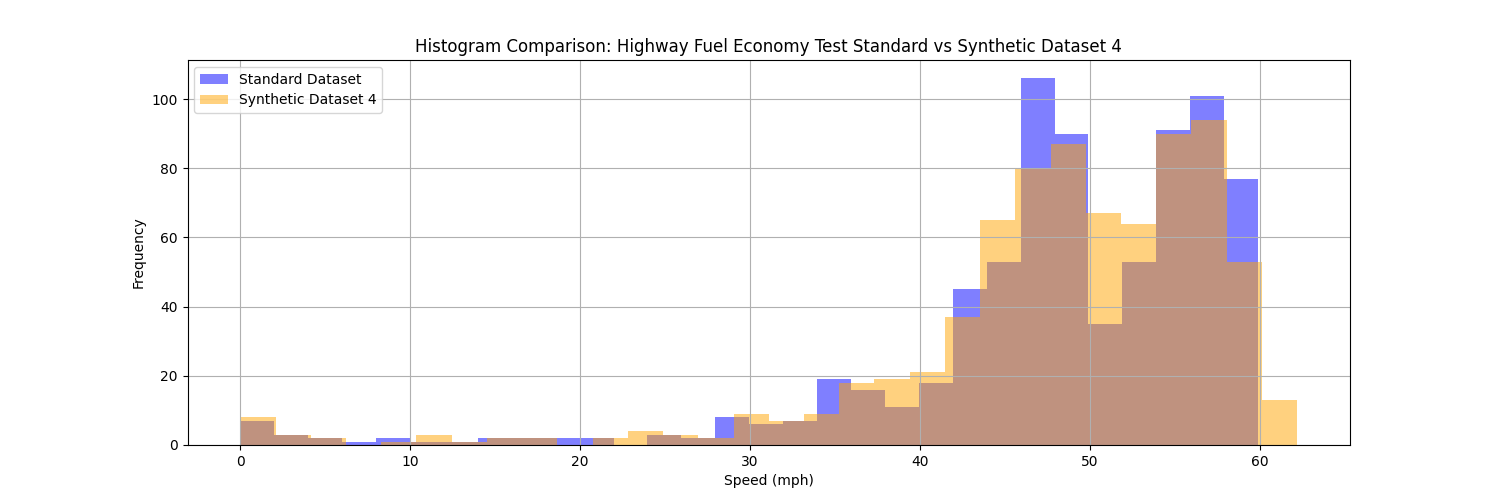 Histogram Comparison: Highway Fuel Economy Test Standard vs Synthetic Dataset 4
Standard Dataset
Synthetic Dataset 4
Frequency
100
80
60
40
20
0
0 10 20 30 40 50 60
Speed (mph)